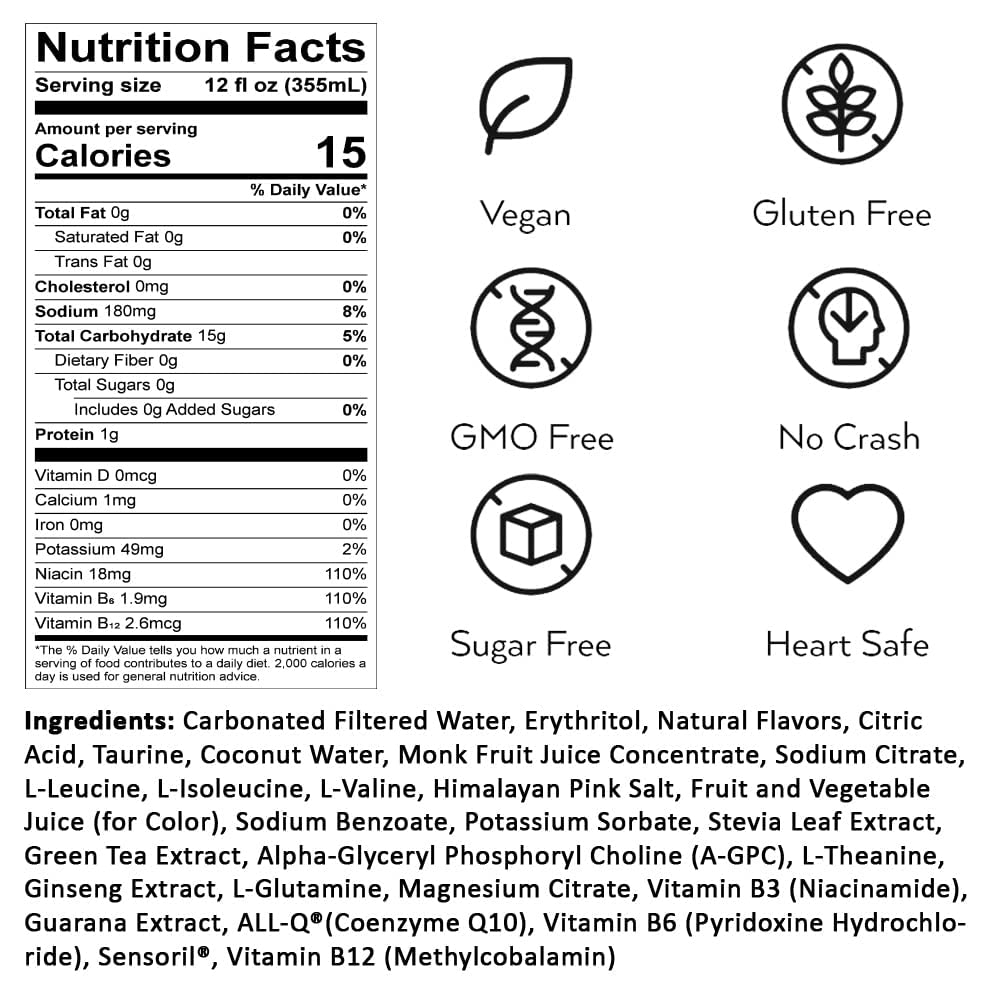 Nutrition Facts
Serving size 12 fl oz (355mL)
Amount per serving
Calories 15
% Daily Value*
Total Fat 0g 0%
Saturated Fat 0g 0%
Trans Fat 0g
Cholesterol 0mg 0%
Sodium 180mg 8%
Total Carbohydrate 15g 5%
Dietary Fiber 0g 0%
Total Sugars 0g
Includes 0g Added Sugars 0%
Protein 1g
Vitamin D 0mcg 0%
Calcium 1mg 0%
Iron 0mg 0%
Potassium 49mg 2%
Niacin 18mg 110%
Vitamin B₆ 1.9mg 110%
Vitamin B₁₂ 2.6mcg 110%
*The % Daily Value tells you how much a nutrient in a
serving of food contributes to a daily diet. 2,000 calories a
day is used for general nutrition advice.
Vegan
Gluten Free
GMO Free
No Crash
Sugar Free
Heart Safe
Ingredients: Carbonated Filtered Water, Erythritol, Natural Flavors, Citric
Acid, Taurine, Coconut Water, Monk Fruit Juice Concentrate, Sodium Citrate,
L-Leucine, L-Isoleucine, L-Valine, Himalayan Pink Salt, Fruit and Vegetable
Juice (for Color), Sodium Benzoate, Potassium Sorbate, Stevia Leaf Extract,
Green Tea Extract, Alpha-Glyceryl Phosphoryl Choline (A-GPC), L-Theanine,
Ginseng Extract, L-Glutamine, Magnesium Citrate, Vitamin B3 (Niacinamide),
Guarana Extract, ALL-Q®(Coenzyme Q10), Vitamin B6 (Pyridoxine Hydrochlo-
ride), Sensoril®, Vitamin B12 (Methylcobalamin)